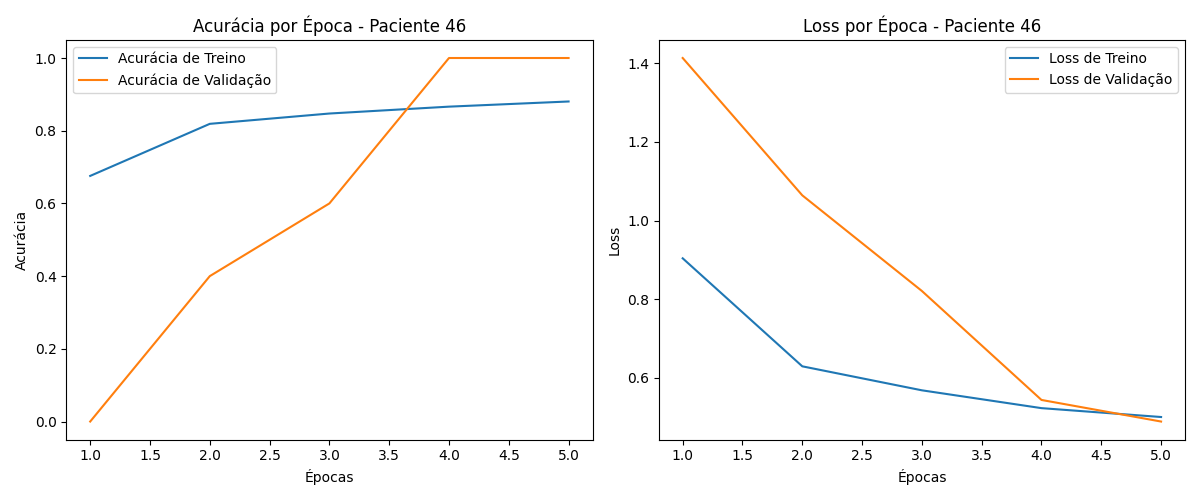 Acurácia por Época - Paciente 46
Acurácia de Treino
Acurácia de Validação
1.0
0.8
0.6
0.4
0.2
0.0
Acurácia
1.0 1.5 2.0 2.5 3.0 3.5 4.0 4.5 5.0
Épocas
Loss por Época - Paciente 46
Loss de Treino
Loss de Validação
1.4
1.2
1.0
0.8
0.6
Loss
1.0 1.5 2.0 2.5 3.0 3.5 4.0 4.5 5.0
Épocas